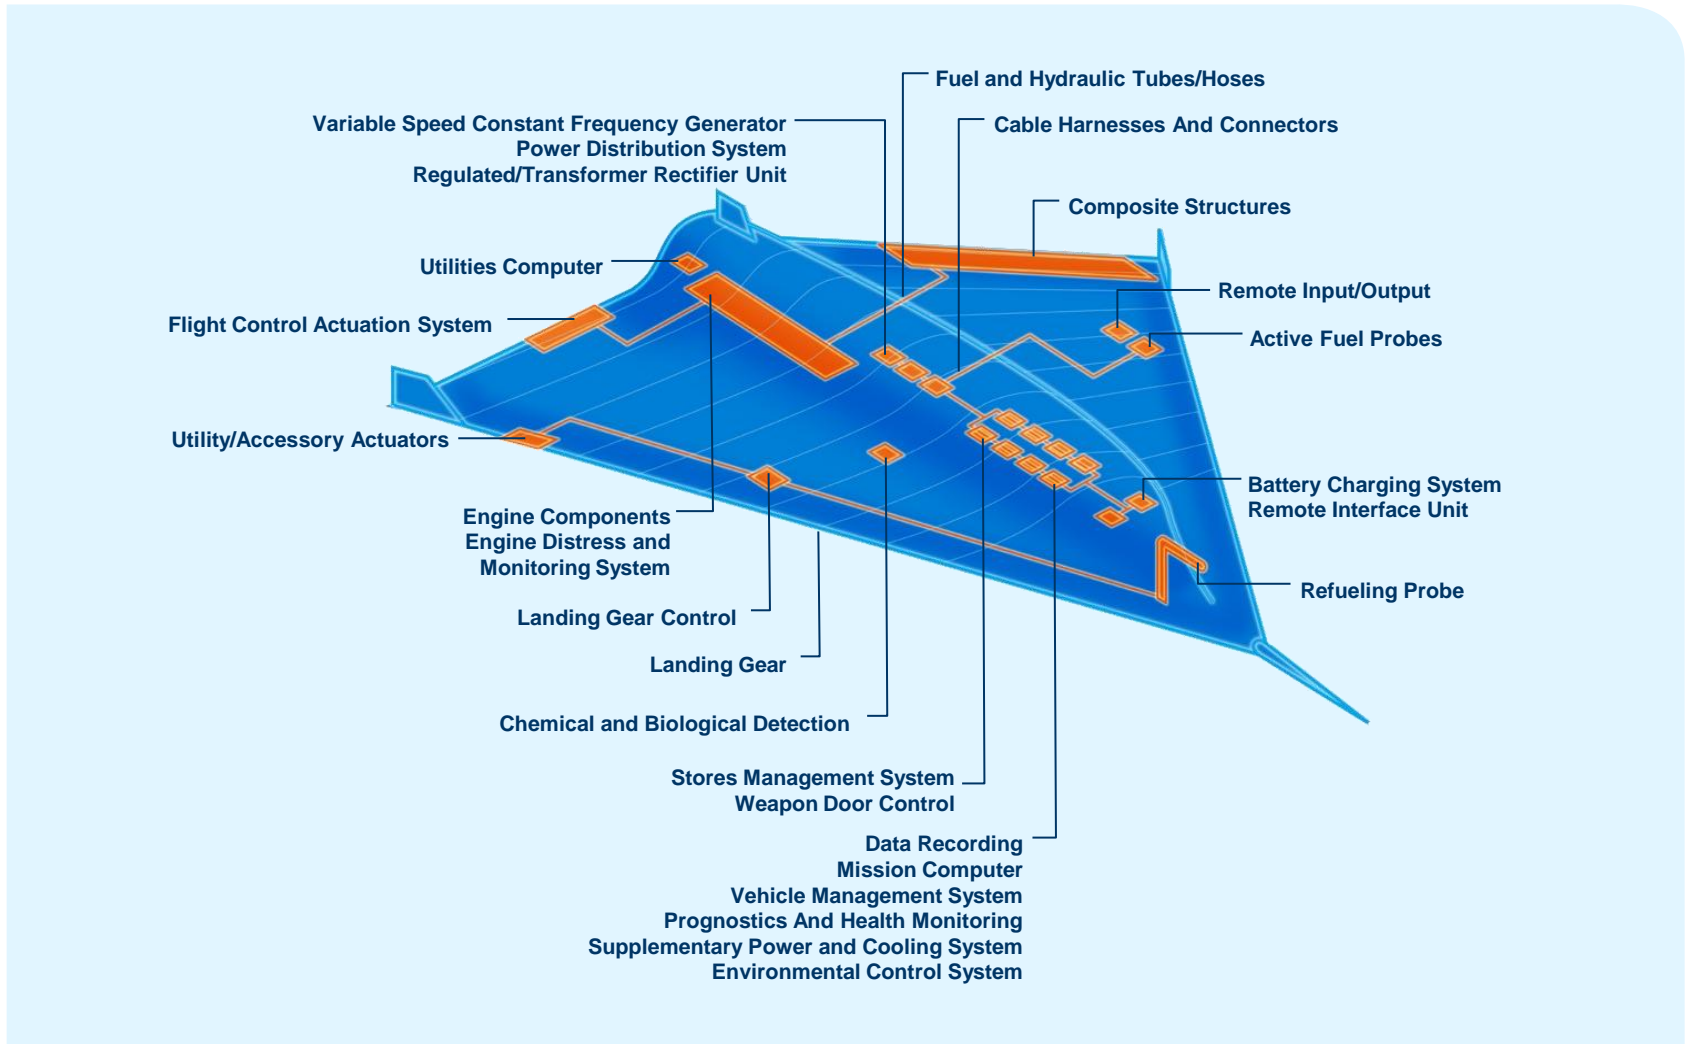 Fuel and Hydraulic Tubes/Hoses
Variable Speed Constant Frequency Generator
Power Distribution System
Regulated/Transformer Rectifier Unit
Cable Harnesses And Connectors
Composite Structures
Utilities Computer
Remote Input/Output
Flight Control Actuation System
Active Fuel Probes
Utility/Accessory Actuators
Battery Charging System
Remote Interface Unit
Engine Components
Engine Distress and
Monitoring System
Refueling Probe
Landing Gear Control
Landing Gear
Chemical and Biological Detection
Stores Management System
Weapon Door Control
Data Recording
Mission Computer
Vehicle Management System
Prognostics And Health Monitoring
Supplementary Power and Cooling System
Environmental Control System